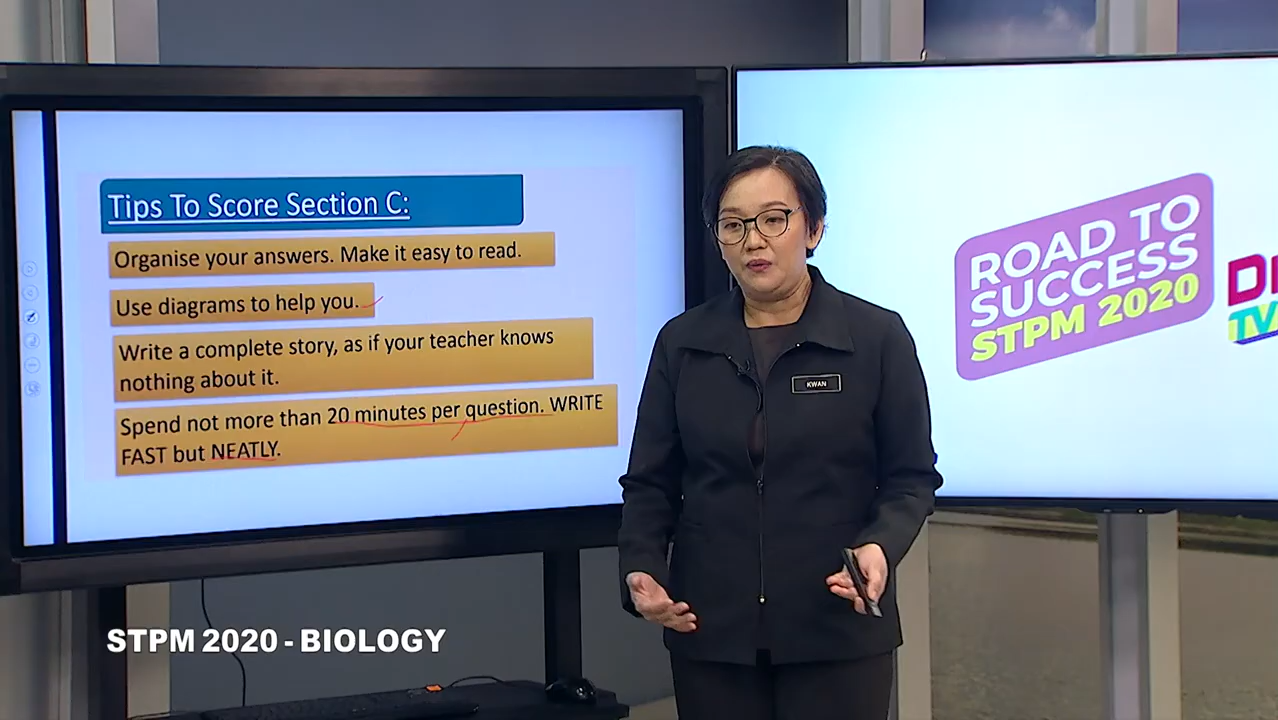 Tips To Score Section C:
Organise your answers. Make it easy to read.
Use diagrams to help you.
Write a complete story, as if your teacher knows
nothing about it.
Spend not more than 20 minutes per question. WRITE
FAST but NEATLY.
ROAD TO
SUCCESS
STPM 2020
TV
KWAN
STPM 2020 - BIOLOGY